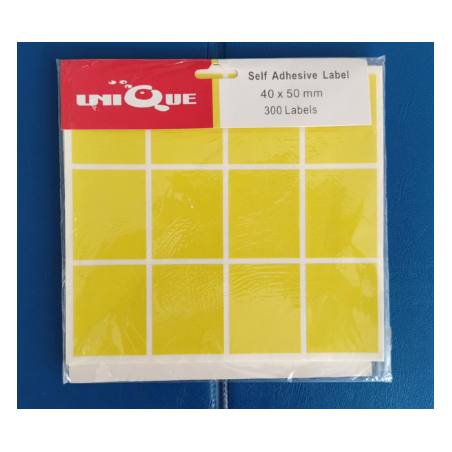 UNiQUE
Self Adhesive Label
40 x 50 mm
300 Labels